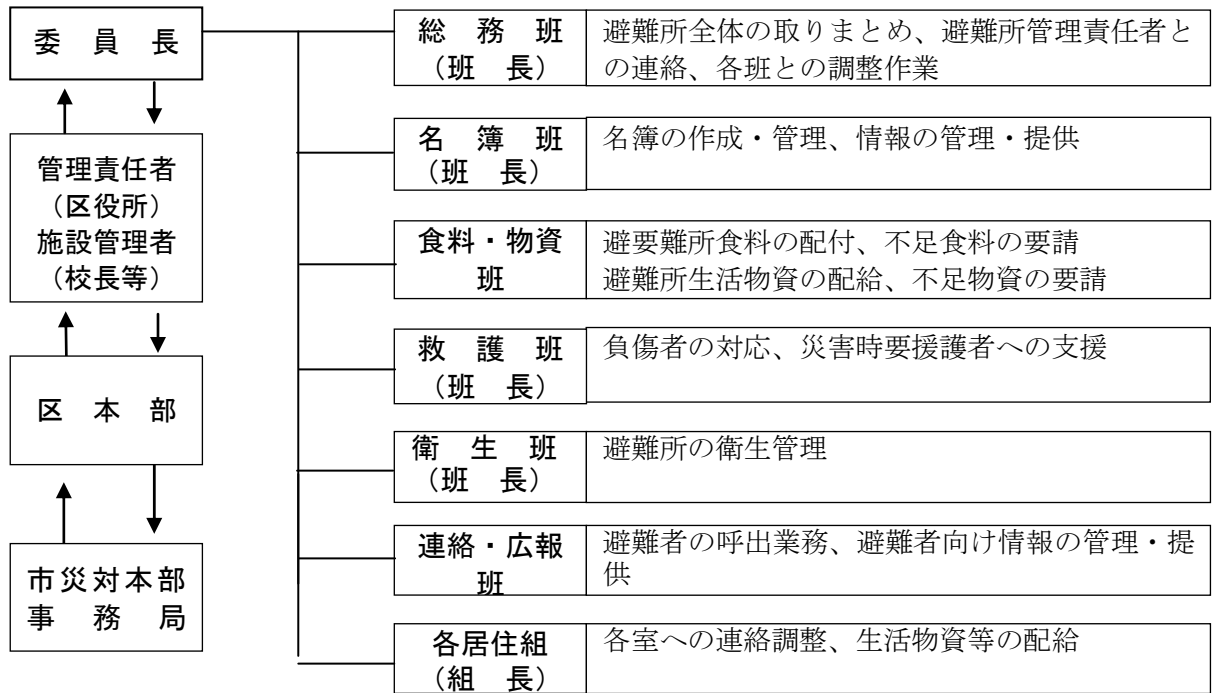 委員長
総務班
(班 長)
避難所全体の取りまとめ、避難所管理責任者と
の連絡、各班との調整作業
管理責任者
(区役所)
施設管理者
(校長等)
名簿班
(班 長)
名簿の作成・管理、情報の管理・提供
食料・物資
班
避要難所食料の配付、不足食料の要請
避難所生活物資の配給、不足物資の要請
区本部
救護班
(班 長)
負傷者の対応、災害時要援護者への支援
衛生班
(班 長)
避難所の衛生管理
市災対本部
事務局
連絡・広報
班
避難者の呼出業務、避難者向け情報の管理・提
供
各居住組
(組 長)
各室への連絡調整、生活物資等の配給